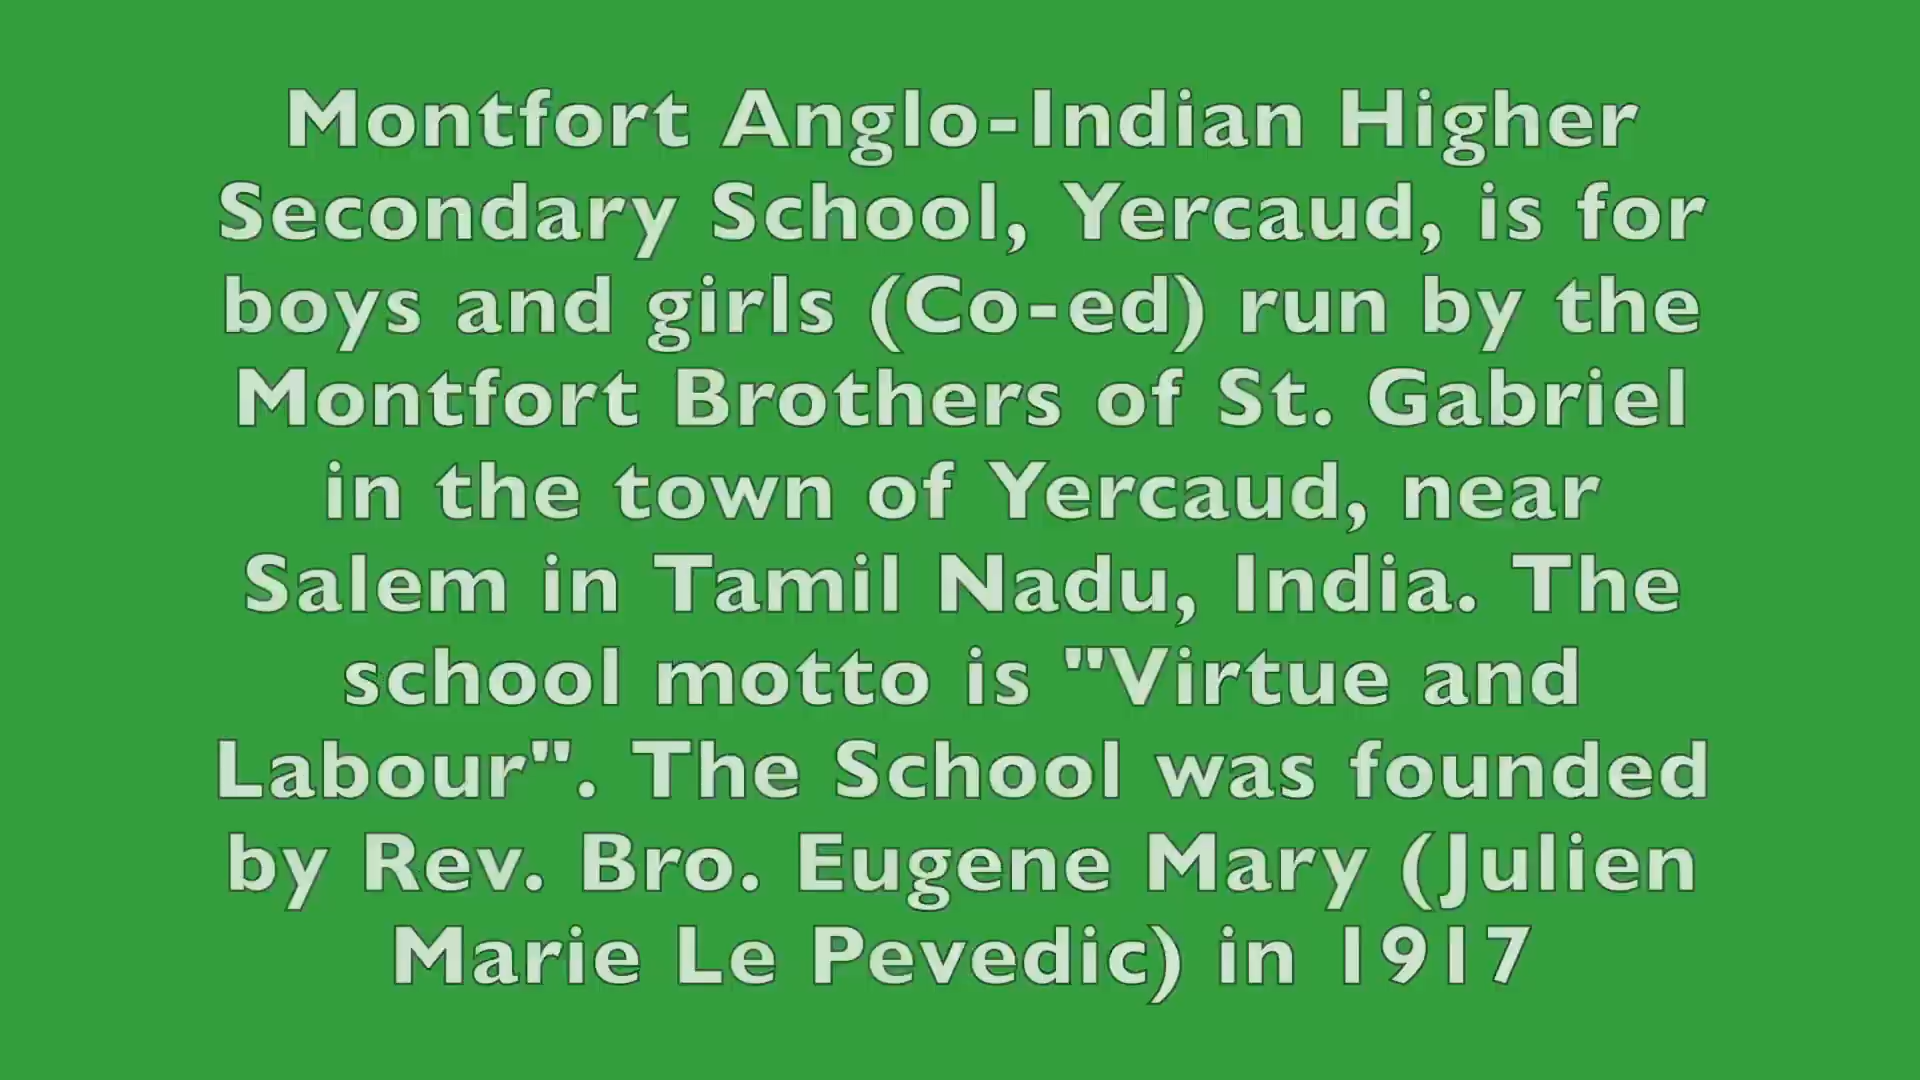 Montfort Anglo-Indian Higher
Secondary School, Yercaud, is for
boys and girls (Co-ed) run by the
Montfort Brothers of St. Gabriel
in the town of Yercaud, near
Salem in Tamil Nadu, India. The
school motto is "Virtue and
Labour". The School was founded
by Rev. Bro. Eugene Mary (Julien
Marie Le Pevedic) in 1917